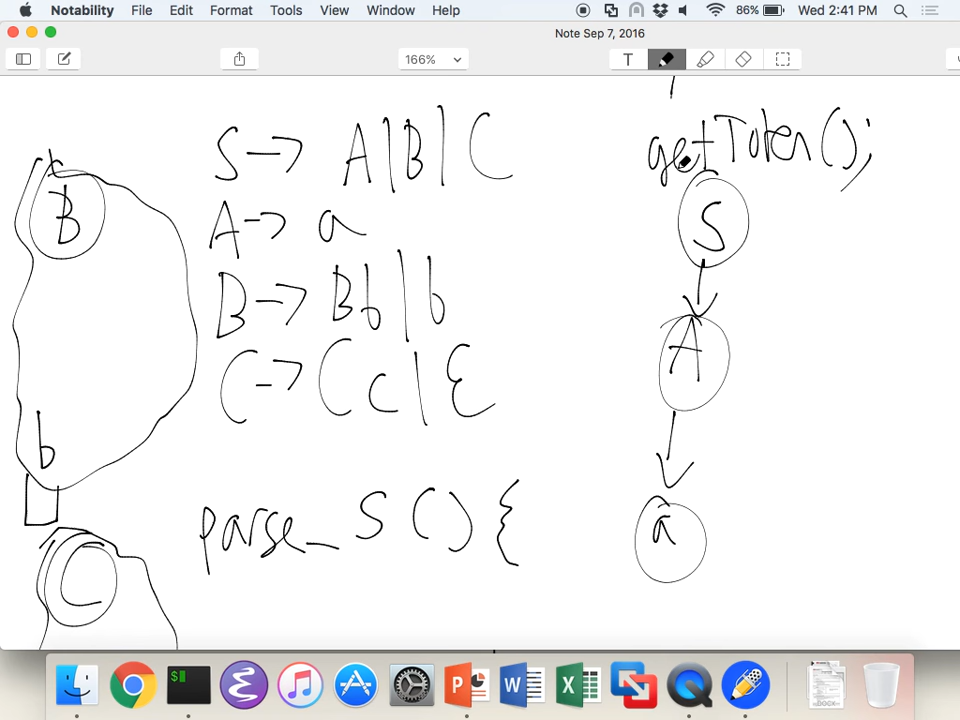 Notability File Edit Format Tools View Window Help 86% Wed 2:41 PM
Note Sep 7, 2016
166% T
S → A | B | C
getToken();
A → a
B → Bb | b
C → Cc | ε
parse_S() {
B
b
C
S
A
a
$
P W X